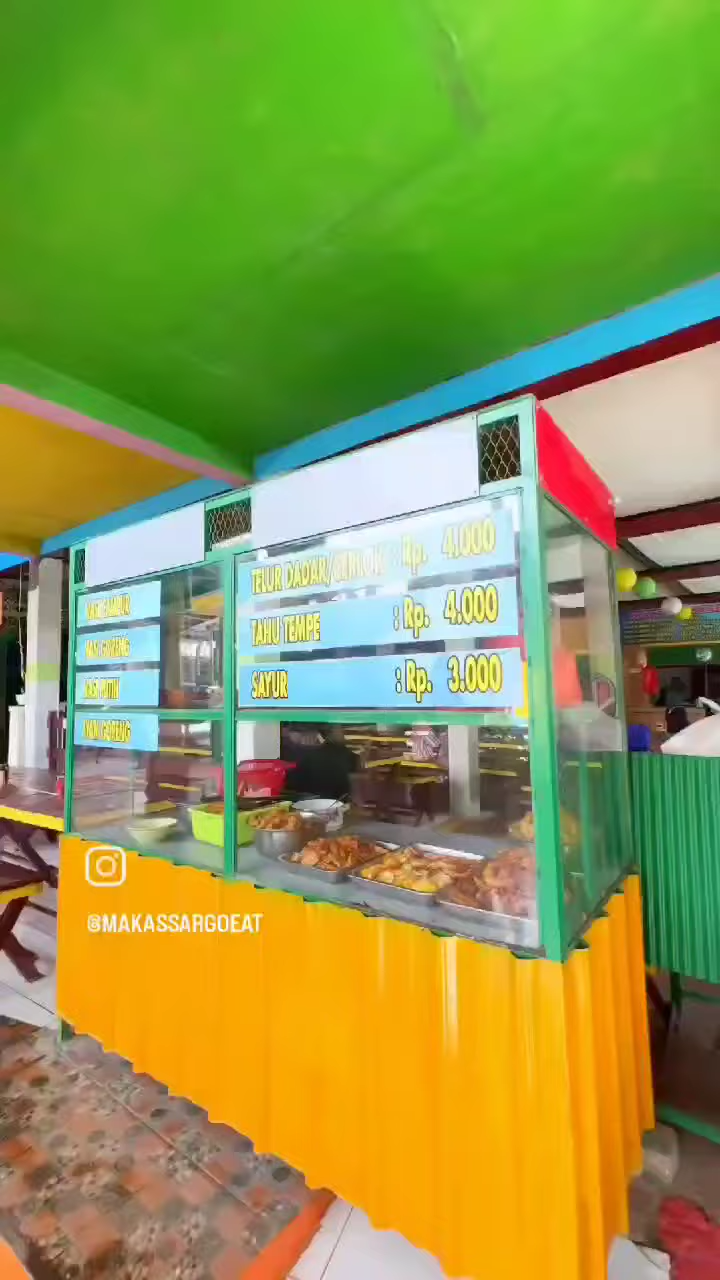 TELUR DADAR/CEPLOK : Rp. 4.000
TAHU TEMPE : Rp. 4.000
SAYUR : Rp. 3.000
NASI GORENG
NASI PUTIH
@MAKASSARGOEAT